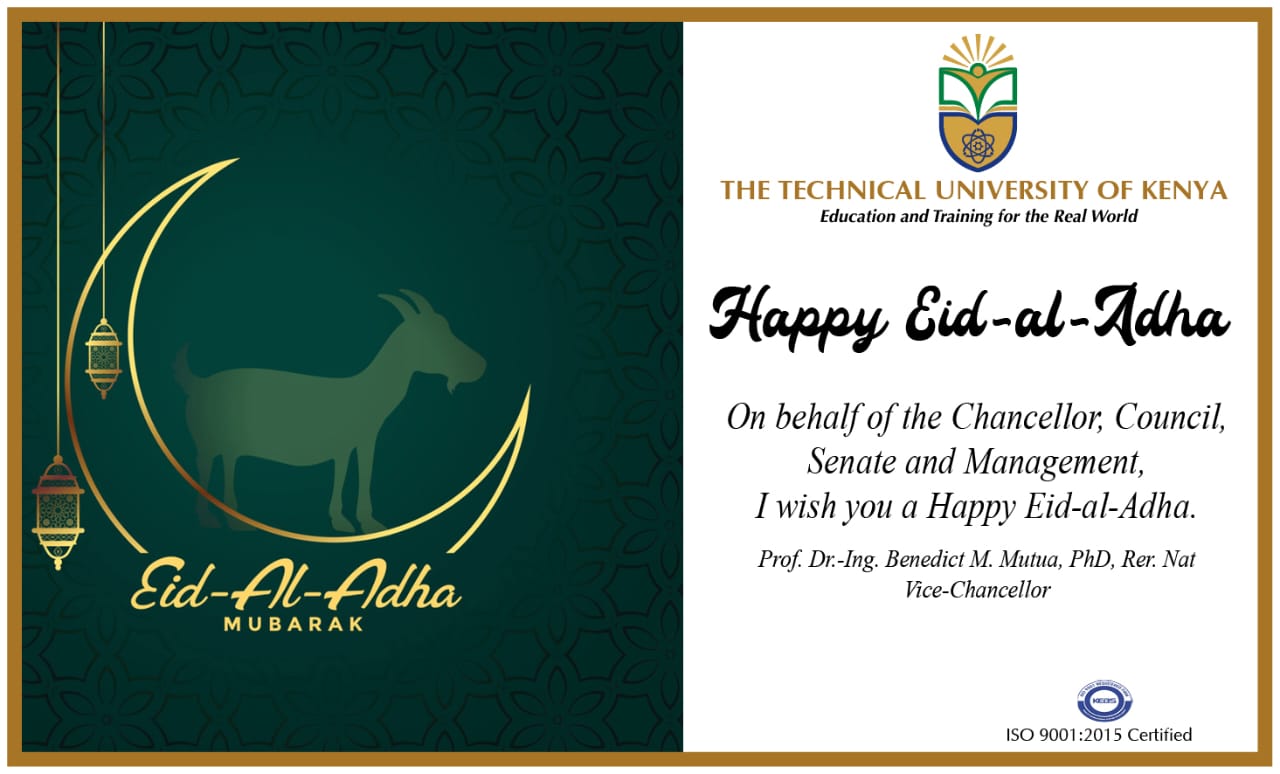 Eid-Al-Adha
MUBARAK
THE TECHNICAL UNIVERSITY OF KENYA
Education and Training for the Real World
Happy Eid-al-Adha
On behalf of the Chancellor, Council,
Senate and Management,
I wish you a Happy Eid-al-Adha.
Prof. Dr.-Ing. Benedict M. Mutua, PhD, Rer. Nat
Vice-Chancellor
KEBS
ISO 9001:2015 Certified